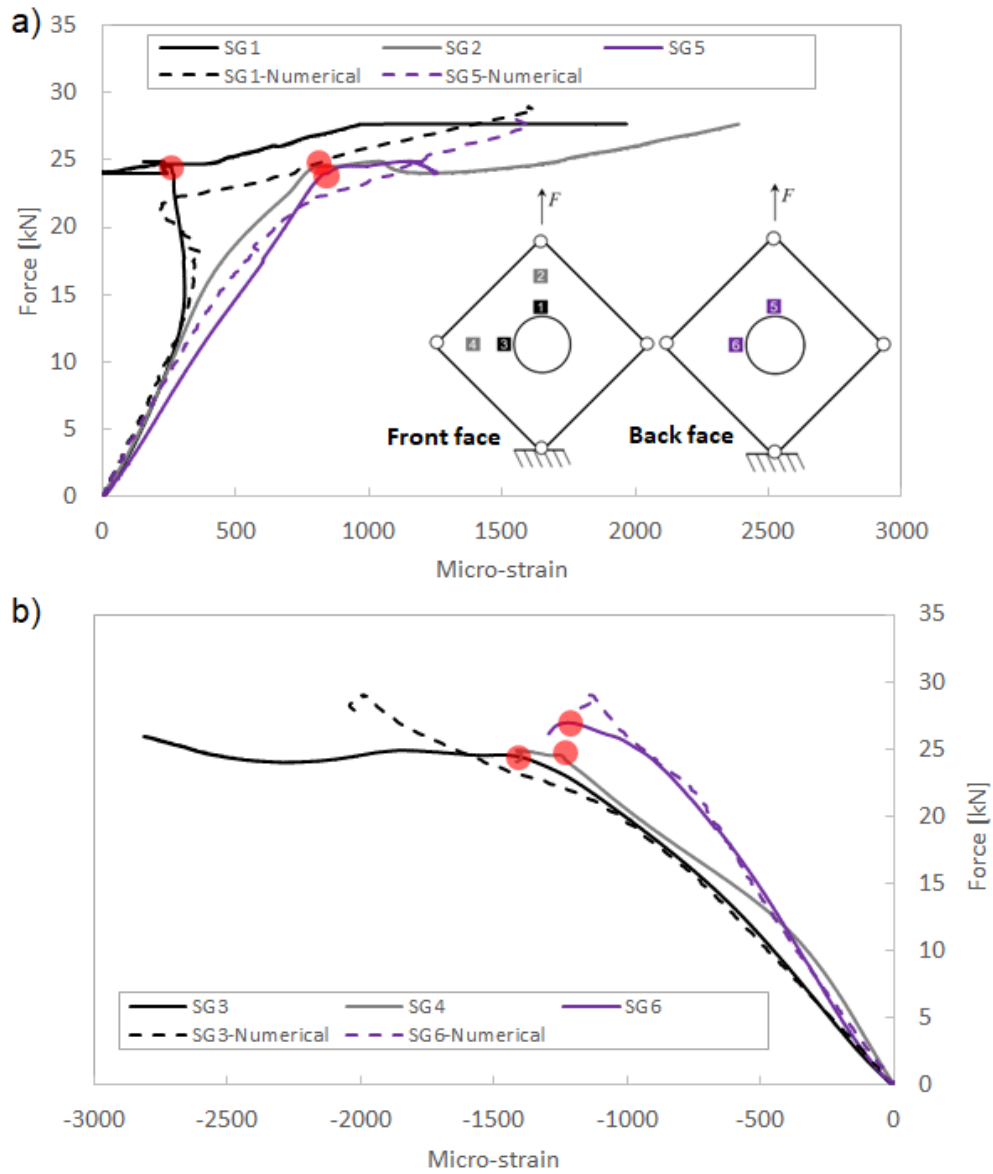 a)
35
30
25
20
15
10
5
0
Force [kN]
SG1 SG2 SG5
SG1-Numerical SG5-Numerical
F F
2
1 5
4 3 6
Front face Back face
0 500 1000 1500 2000 2500 3000
Micro-strain
b)
35
30
25
20
15
10
5
0
Force [kN]
SG3 SG4 SG6
SG3-Numerical SG6-Numerical
-3000 -2500 -2000 -1500 -1000 -500 0
Micro-strain